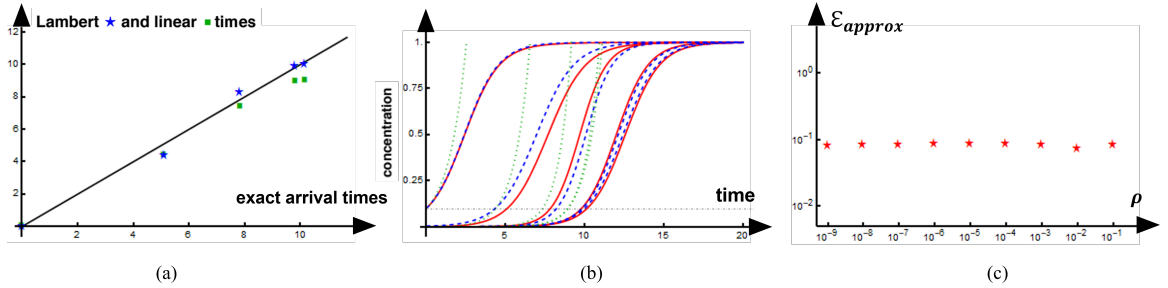 Lambert ★ and linear ■ times
12
10
8
6
4
2
0
0 2 4 6 8 10
exact arrival times
(a)
concentration
1.
0.75
0.5
0.25
5 10 15 20
time
(b)
ℰapprox
10⁰
10⁻¹
10⁻²
10⁻⁹ 10⁻⁸ 10⁻⁷ 10⁻⁶ 10⁻⁵ 10⁻⁴ 10⁻³ 10⁻² 10⁻¹
ρ
(c)